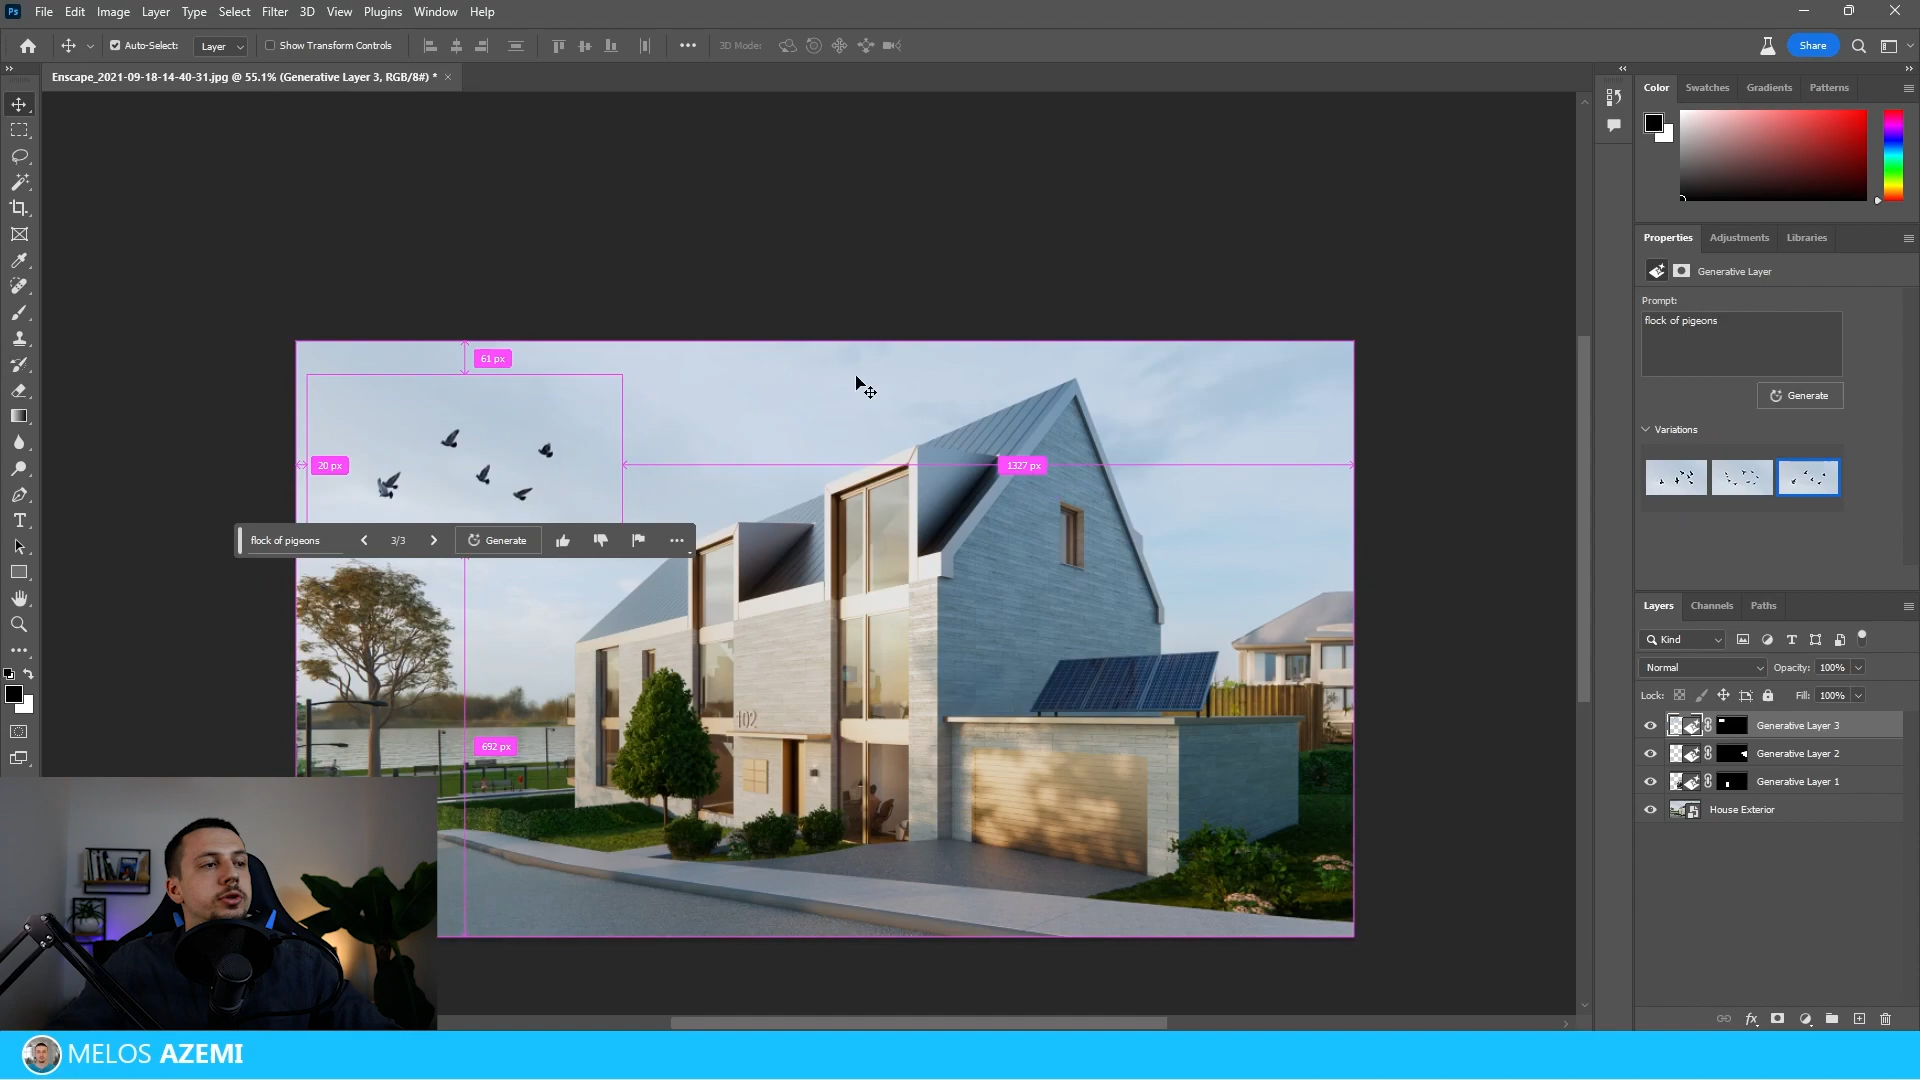 Ps File Edit Image Layer Type Select Filter 3D View Plugins Window Help
Auto-Select: Layer Show Transform Controls 3D Mode: Share
Enscape_2021-09-18-14-40-31.jpg @ 55.1% (Generative Layer 3, RGB/8#) *
Color Swatches Gradients Patterns
Properties Adjustments Libraries
Generative Layer
Prompt:
flock of pigeons
Generate
Variations
61 px
20 px
1327 px
flock of pigeons 3/3 Generate
692 px
102
Layers Channels Paths
Kind
Normal Opacity: 100%
Lock: Fill: 100%
Generative Layer 3
Generative Layer 2
Generative Layer 1
House Exterior
fx
MELOS AZEMI